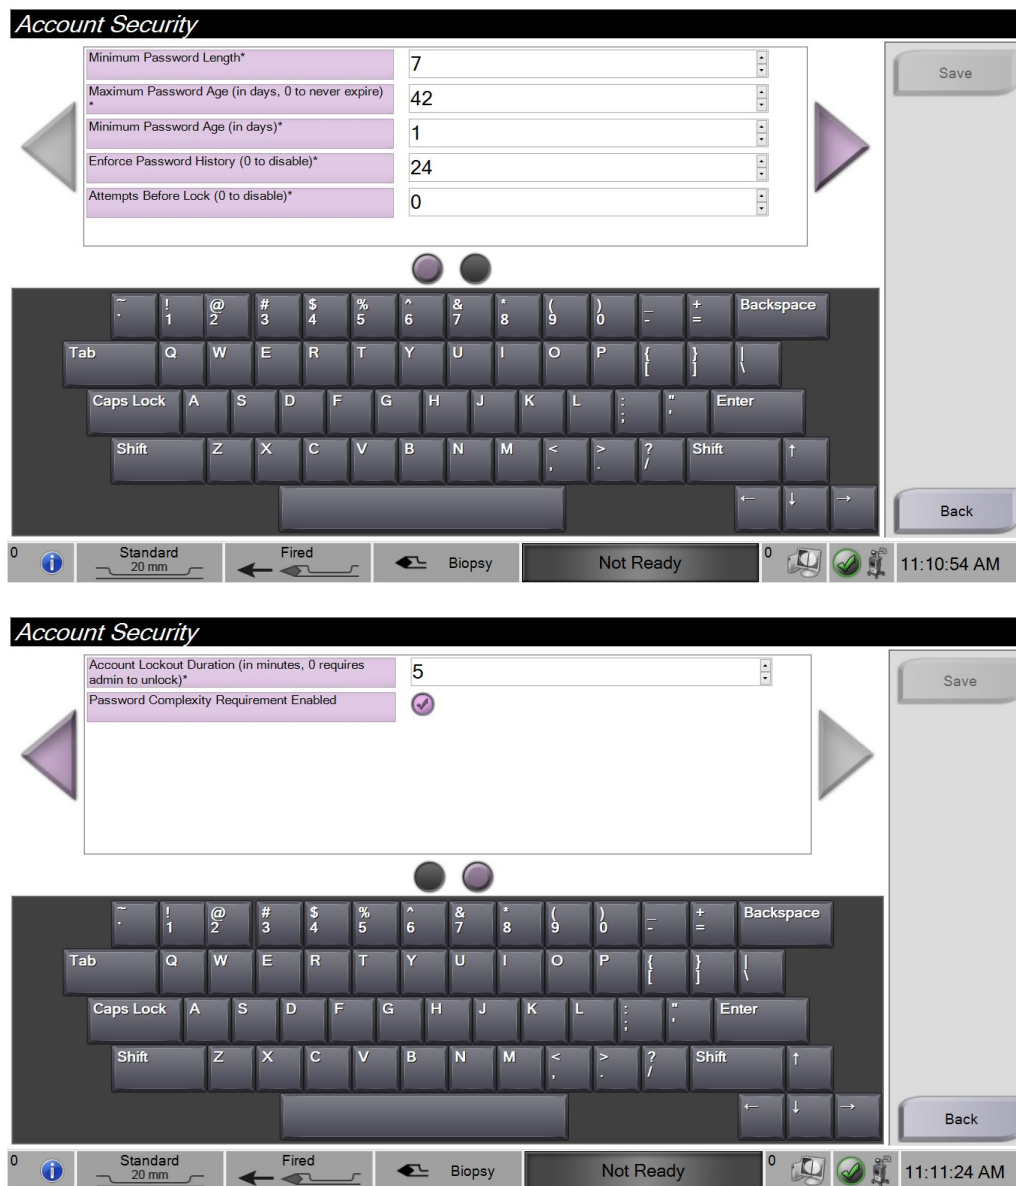 Account Security
Minimum Password Length*
7
Save
Maximum Password Age (in days, 0 to never expire)
*
42
Minimum Password Age (in days)*
1
Enforce Password History (0 to disable)*
24
Attempts Before Lock (0 to disable)*
0
~ ! @ # $ % ^ & * ( ) _ + Backspace
` 1 2 3 4 5 6 7 8 9 0 - =
Tab Q W E R T Y U I O P { } |
[ ] \
Caps Lock A S D F G H J K L : " Enter
; '
Shift Z X C V B N M < > ? Shift ↑
, . /
← ↓ →
Back
0 Standard Fired Biopsy Not Ready 0 11:10:54 AM
20 mm
Account Security
Account Lockout Duration (in minutes, 0 requires
admin to unlock)*
5
Save
Password Complexity Requirement Enabled
~ ! @ # $ % ^ & * ( ) _ + Backspace
` 1 2 3 4 5 6 7 8 9 0 - =
Tab Q W E R T Y U I O P { } |
[ ] \
Caps Lock A S D F G H J K L : " Enter
; '
Shift Z X C V B N M < > ? Shift ↑
, . /
← ↓ →
Back
0 Standard Fired Biopsy Not Ready 0 11:11:24 AM
20 mm